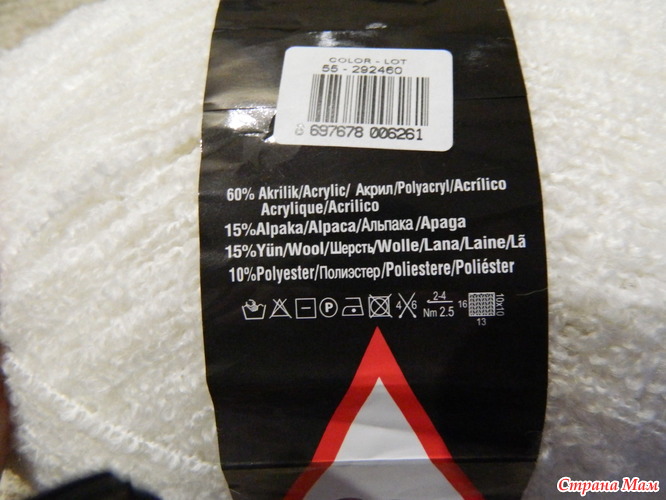 COLOR - LOT
55 - 292460
697678 006261
60% Akrilik/Acrylic/ Акрил/Polyacryl/Acrílico
Acrylique/Acrilico
15%Alpaka/Alpaca/Альпака/Apaga
15%Yün/Wool/Шерсть/Wolle/Lana/Laine/Lã
10%Polyester/Полиэстер/Poliestere/Poliéster
P 4 6 2-4 16 10x10
Nm 2.5 13
Страна Мам